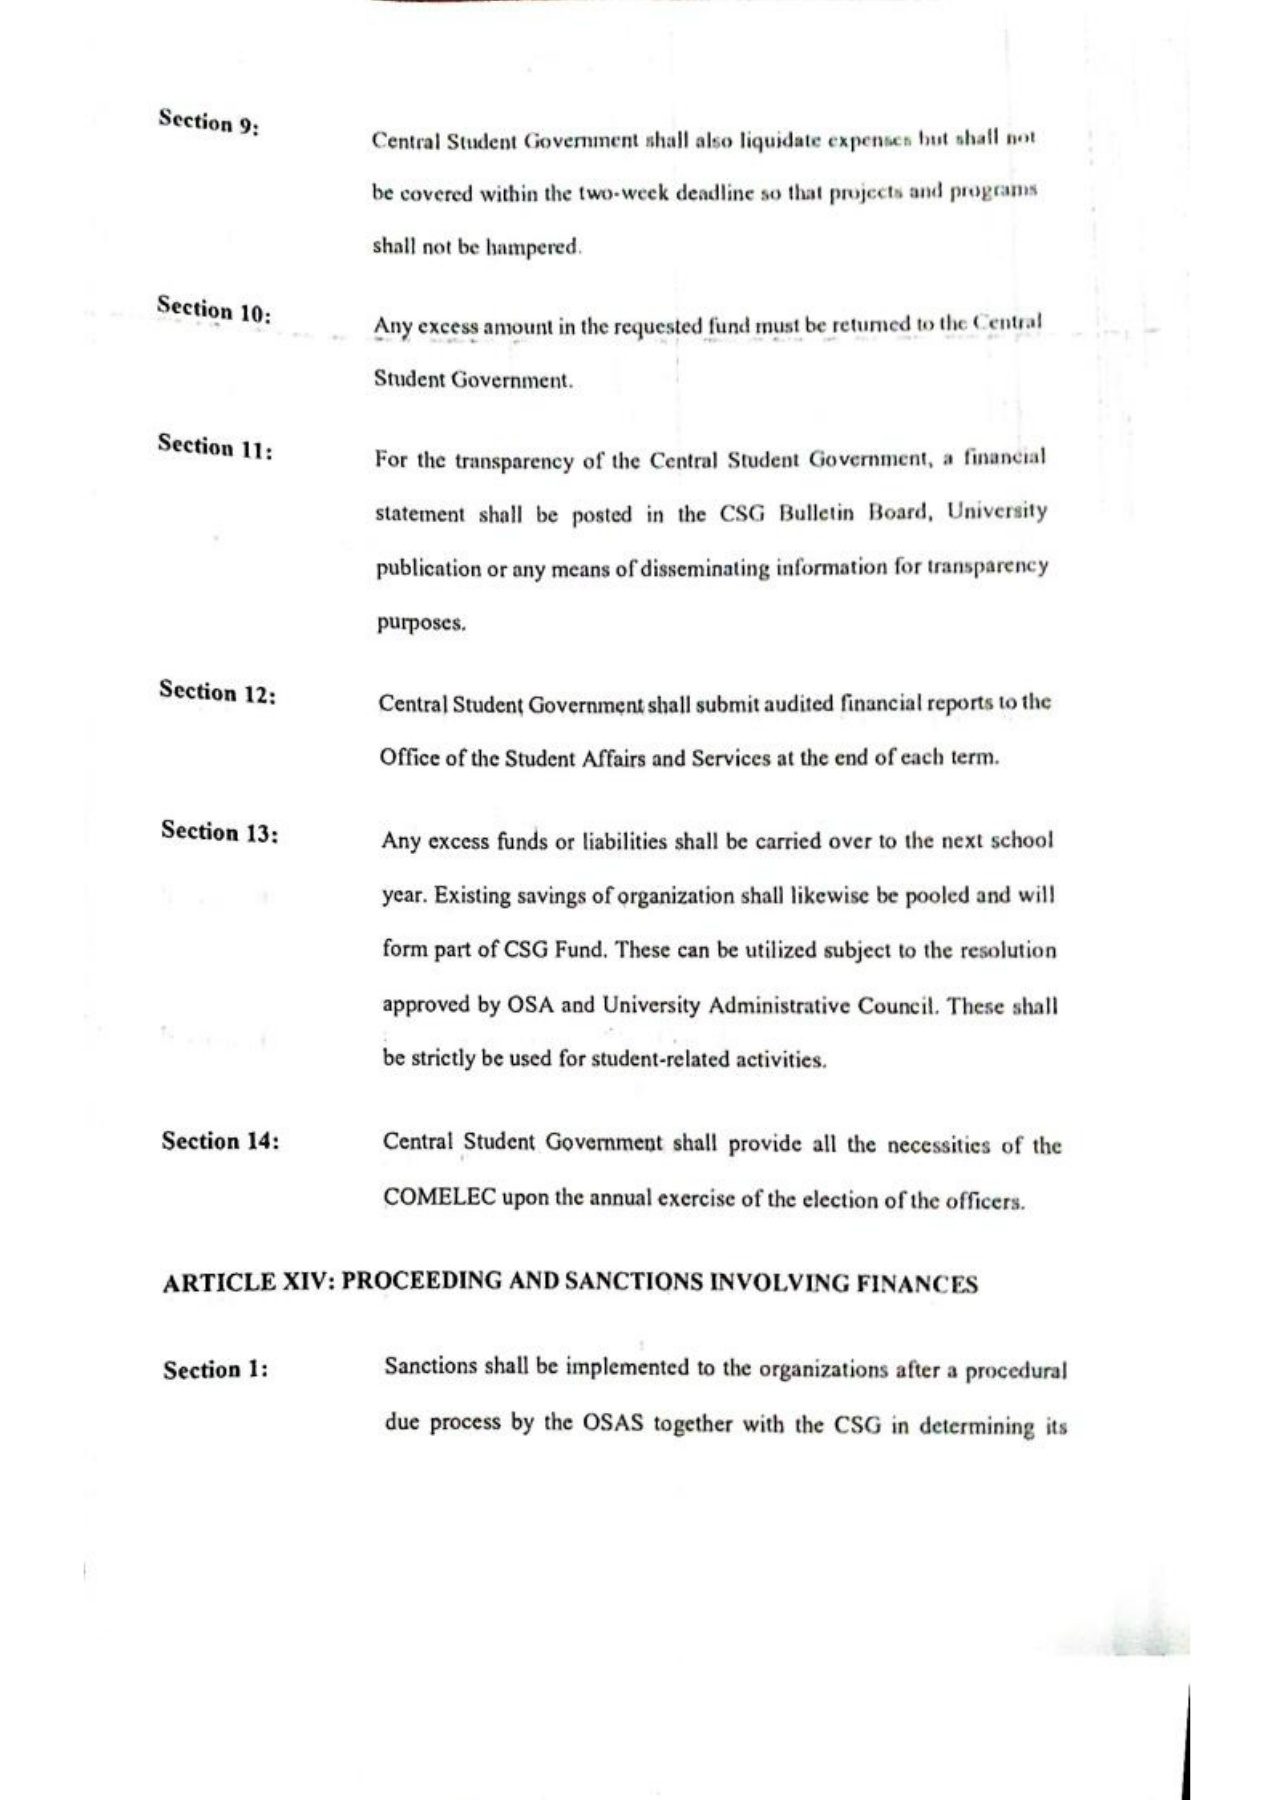 Section 9:
Central Student Government shall also liquidate expenses but shall not
be covered within the two-week deadline so that projects and programs
shall not be hampered.
Section 10:
Any excess amount in the requested fund must be returned to the Central
Student Government.
Section 11:
For the transparency of the Central Student Government, a financial
statement shall be posted in the CSG Bulletin Board, University
publication or any means of disseminating information for transparency
purposes.
Section 12:
Central Student Government shall submit audited financial reports to the
Office of the Student Affairs and Services at the end of each term.
Section 13:
Any excess funds or liabilities shall be carried over to the next school
year. Existing savings of organization shall likewise be pooled and will
form part of CSG Fund. These can be utilized subject to the resolution
approved by OSA and University Administrative Council. These shall
be strictly be used for student-related activities.
Section 14:
Central Student Government shall provide all the necessities of the
COMELEC upon the annual exercise of the election of the officers.
ARTICLE XIV: PROCEEDING AND SANCTIONS INVOLVING FINANCES
Section 1:
Sanctions shall be implemented to the organizations after a procedural
due process by the OSAS together with the CSG in determining its